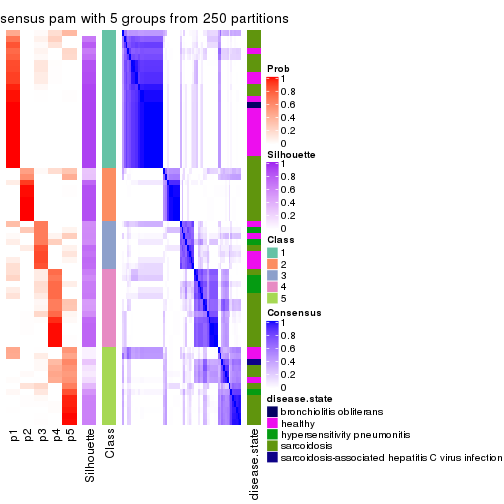 sensus pam with 5 groups from 250 partitions
Prob
1
0.8
0.6
0.4
0.2
0
Silhouette
1
0.8
0.6
0.4
0.2
0
Class
1
2
3
4
5
Consensus
1
0.8
0.6
0.4
0.2
0
disease.state
bronchiolitis obliterans
healthy
hypersensitivity pneumonitis
sarcoidosis
sarcoidosis-associated hepatitis C virus infection
p1
p2
p3
p4
p5
Silhouette
Class
disease.state